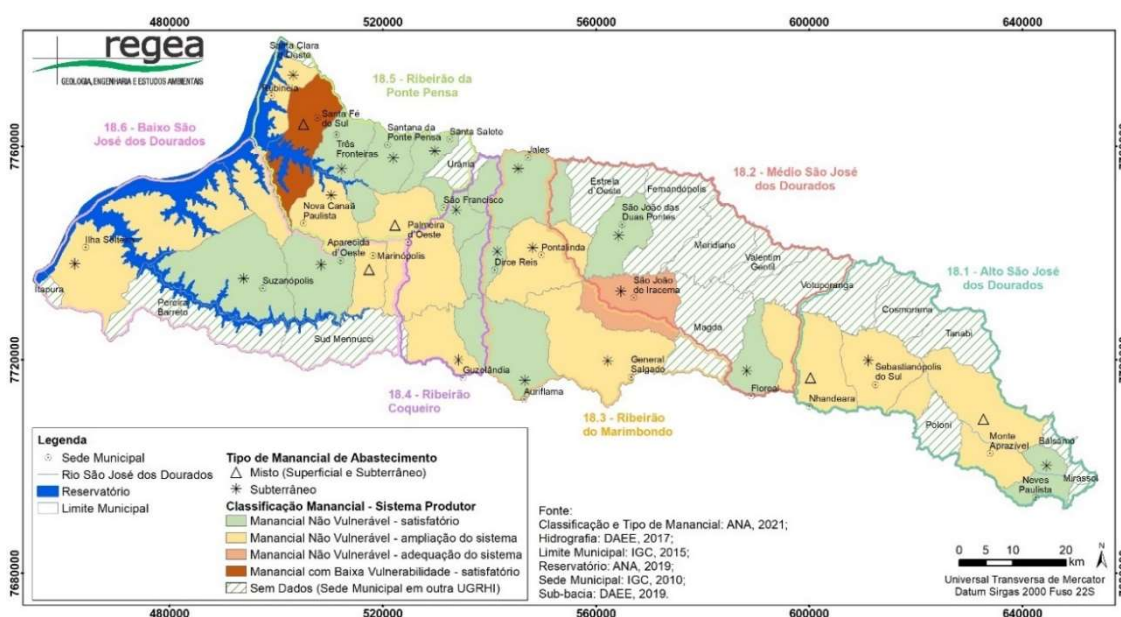 480000 520000 560000 600000 640000
regea
GEOLOGIA, ENGENHARIA E ESTUDOS AMBIENTAIS
Santa Clara
d'Oeste
Rubinéia
18.5 - Ribeirão da
Ponte Pensa
18.6 - Baixo São
José dos Dourados
Santa Fé
do Sul
Três
Fronteiras
Santana da
Ponte Pensa
Santa Salete
Urânia
Jales
18.2 - Médio São José
dos Dourados
Estrela
d'Oeste
Fernandópolis
São João das
Duas Pontes
Meridiano
Valentim
Gentil
Votuporanga
18.1 - Alto São José
dos Dourados
Cosmorama
Tanabi
São Francisco
Nova Canaã
Paulista
Palmeira
d'Oeste
Aparecida
d'Oeste
Marinópolis
Dirce Reis
Pontalinda
São João
de Iracema
Magda
Ilha Solteira
Itapura
Suzanápolis
Pereira
Barreto
Sud Mennucci
Guzolândia
Auriflama
General
Salgado
Floreal
Nhandeara
Sebastianópolis
do Sul
Poloni
Monte
Aprazível
Bálsamo
Neves
Paulista
Mirassol
18.4 - Ribeirão
Coqueiro
18.3 - Ribeirão
do Marimbondo
7760000
7720000
7680000
7760000
7720000
7680000
Legenda
Sede Municipal
Rio São José dos Dourados
Reservatório
Limite Municipal
Tipo de Manancial de Abastecimento
Misto (Superficial e Subterrâneo)
Subterrâneo
Classificação Manancial - Sistema Produtor
Manancial Não Vulnerável - satisfatório
Manancial Não Vulnerável - ampliação do sistema
Manancial Não Vulnerável - adequação do sistema
Manancial com Baixa Vulnerabilidade - satisfatório
Sem Dados (Sede Municipal em outra UGRHI)
Fonte:
Classificação e Tipo de Manancial: ANA, 2021;
Hidrografia: DAEE, 2017;
Limite Municipal: IGC, 2015;
Reservatório: ANA, 2019;
Sede Municipal: IGC, 2010;
Sub-bacia: DAEE, 2019.
0 5 10 20
km
N
Universal Transversa de Mercator
Datum Sirgas 2000 Fuso 22S
480000 520000 560000 600000 640000